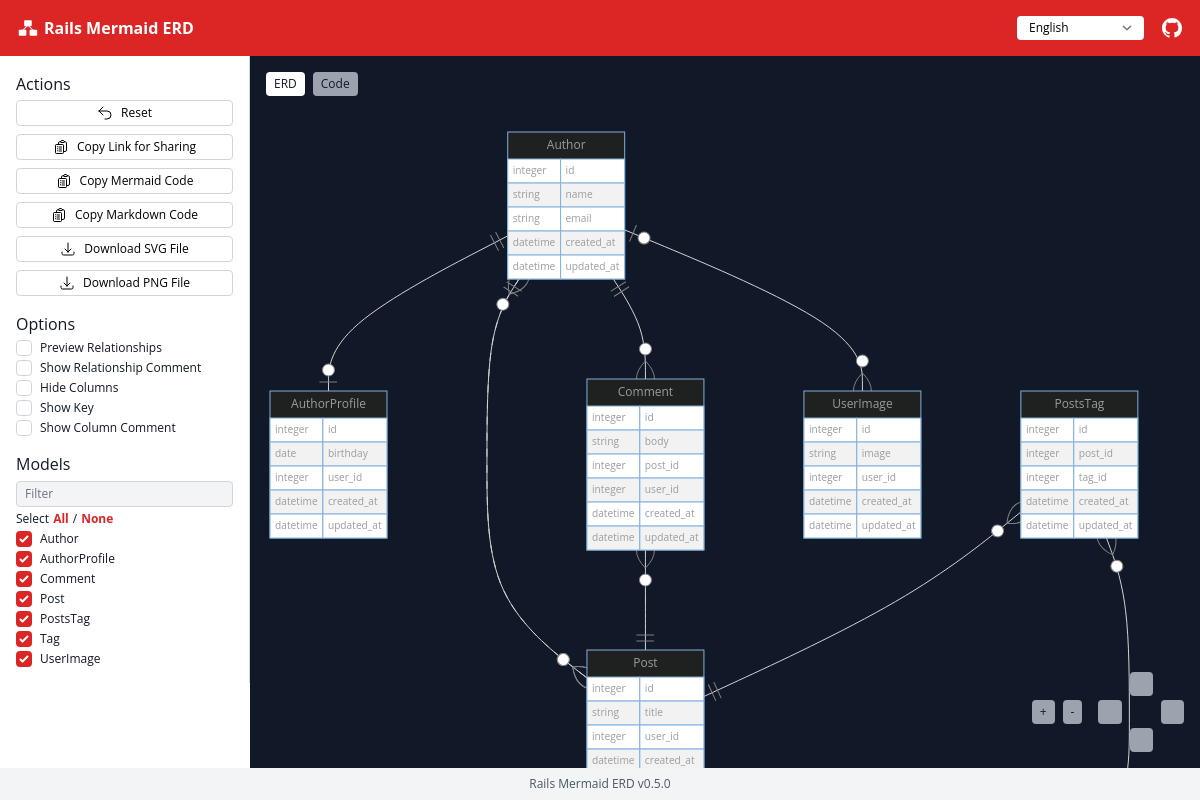 Rails Mermaid ERD
English
Actions
Reset
Copy Link for Sharing
Copy Mermaid Code
Copy Markdown Code
Download SVG File
Download PNG File
Options
Preview Relationships
Show Relationship Comment
Hide Columns
Show Key
Show Column Comment
Models
Filter
Select All / None
Author
AuthorProfile
Comment
Post
PostsTag
Tag
UserImage
ERD Code
Author
integer id
string name
string email
datetime created_at
datetime updated_at
AuthorProfile
integer id
date birthday
integer user_id
datetime created_at
datetime updated_at
Comment
integer id
string body
integer post_id
integer user_id
datetime created_at
datetime updated_at
UserImage
integer id
string image
integer user_id
datetime created_at
datetime updated_at
PostsTag
integer id
integer post_id
integer tag_id
datetime created_at
datetime updated_at
Post
integer id
string title
integer user_id
datetime created_at
+ -
Rails Mermaid ERD v0.5.0